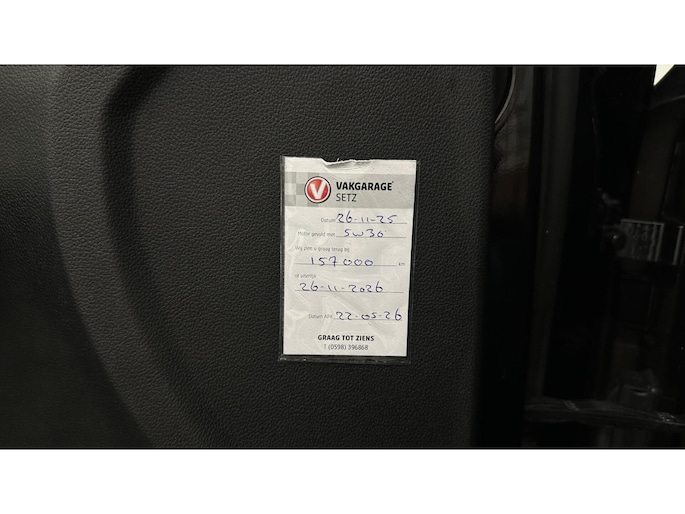 VAKGARAGE
SETZ
Datum 26-11-25
Motor gevuld met 5W30
Wij zien u graag terug bij
157000 km
of uiterlijk
26-11-2026
Datum APK 22-05-26
GRAAG TOT ZIENS
T (0598) 396868